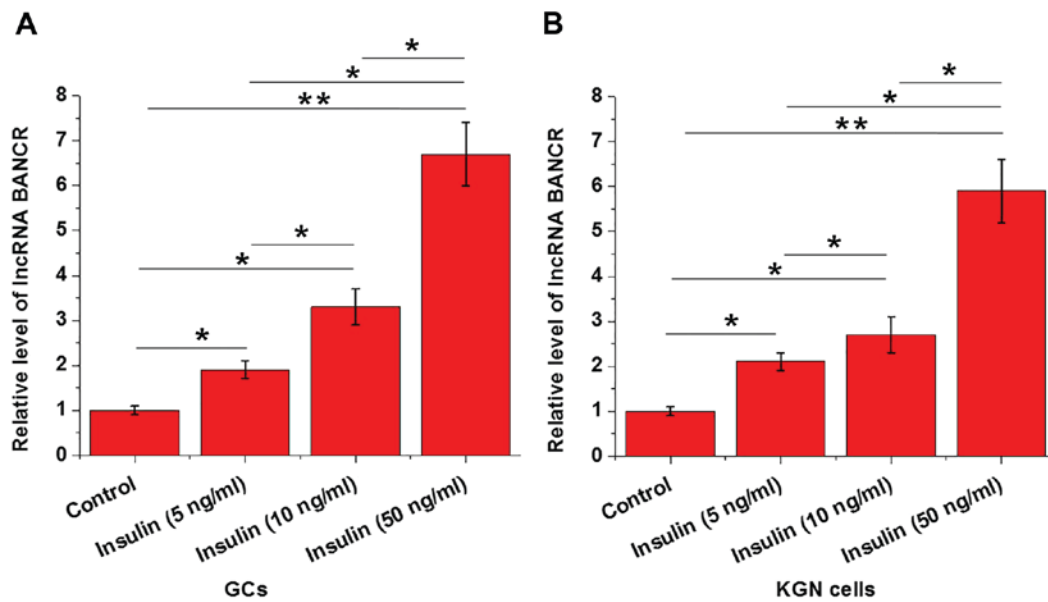 A
*
*
**
*
*
*
8
7
6
5
4
3
2
1
0
Relative level of lncRNA BANCR
Control
Insulin (5 ng/ml)
Insulin (10 ng/ml)
Insulin (50 ng/ml)
GCs
B
*
*
**
*
*
*
8
7
6
5
4
3
2
1
0
Relative level of lncRNA BANCR
Control
Insulin (5 ng/ml)
Insulin (10 ng/ml)
Insulin (50 ng/ml)
KGN cells